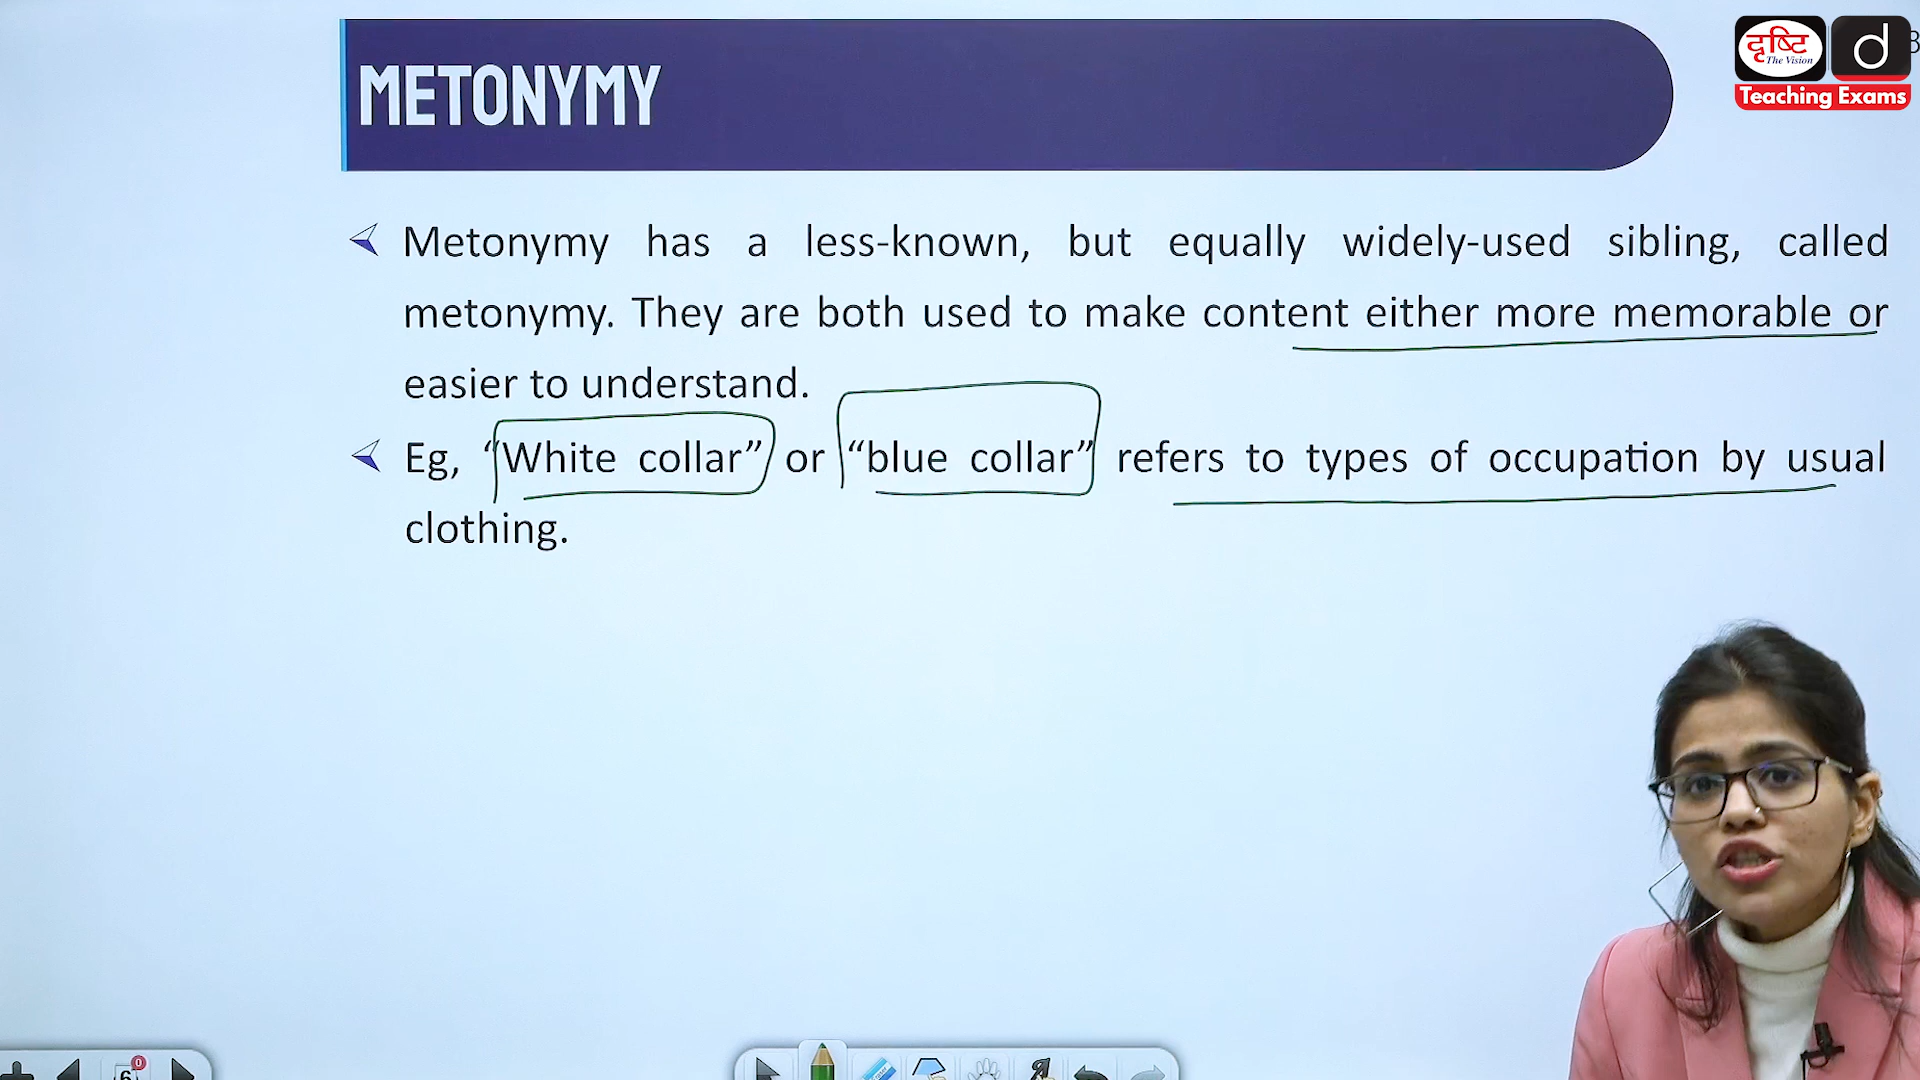 METONYMY
दृष्टि
The Vision
d
Teaching Exams
Metonymy has a less-known, but equally widely-used sibling, called
metonymy. They are both used to make content either more memorable or
easier to understand.
Eg, “White collar” or “blue collar” refers to types of occupation by usual
clothing.
6
0